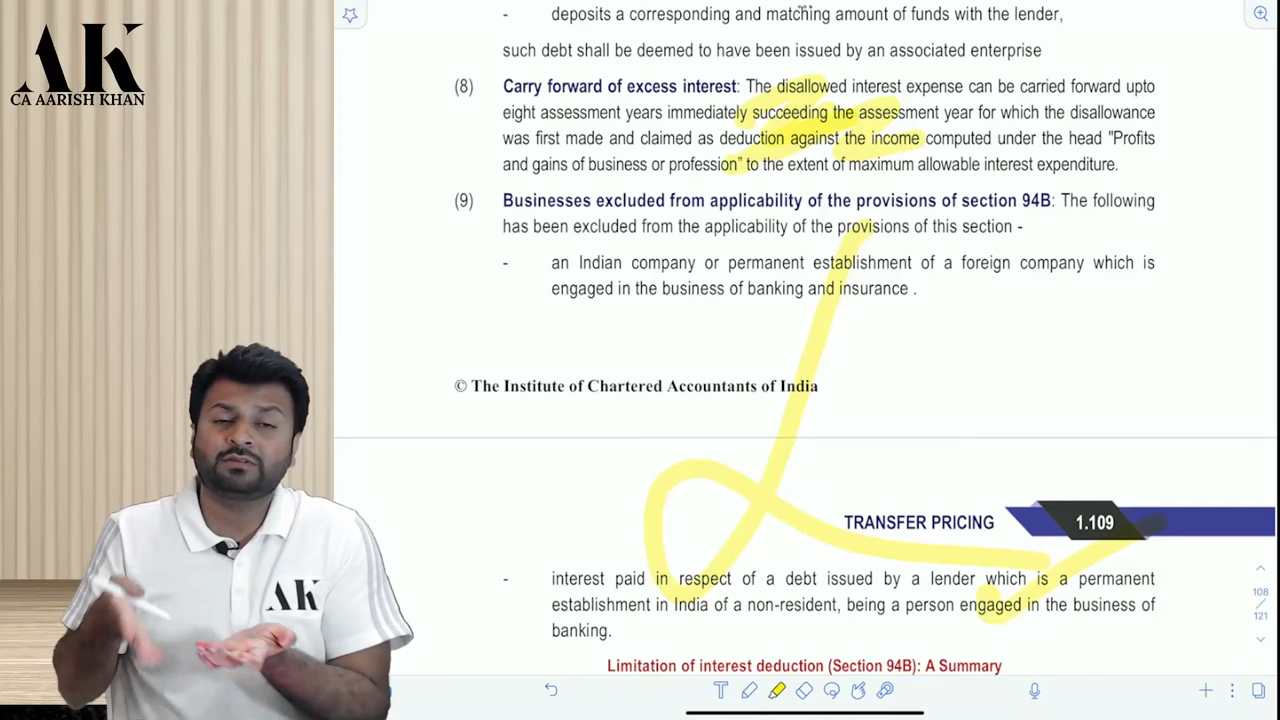 AK
CA AARISH KHAN
- deposits a corresponding and matching amount of funds with the lender,
such debt shall be deemed to have been issued by an associated enterprise
(8) Carry forward of excess interest: The disallowed interest expense can be carried forward upto
eight assessment years immediately succeeding the assessment year for which the disallowance
was first made and claimed as deduction against the income computed under the head "Profits
and gains of business or profession" to the extent of maximum allowable interest expenditure.
(9) Businesses excluded from applicability of the provisions of section 94B: The following
has been excluded from the applicability of the provisions of this section -
- an Indian company or permanent establishment of a foreign company which is
engaged in the business of banking and insurance .
© The Institute of Chartered Accountants of India
TRANSFER PRICING 1.109
- interest paid in respect of a debt issued by a lender which is a permanent
establishment in India of a non-resident, being a person engaged in the business of
banking.
Limitation of interest deduction (Section 94B): A Summary
108
121
T
AK